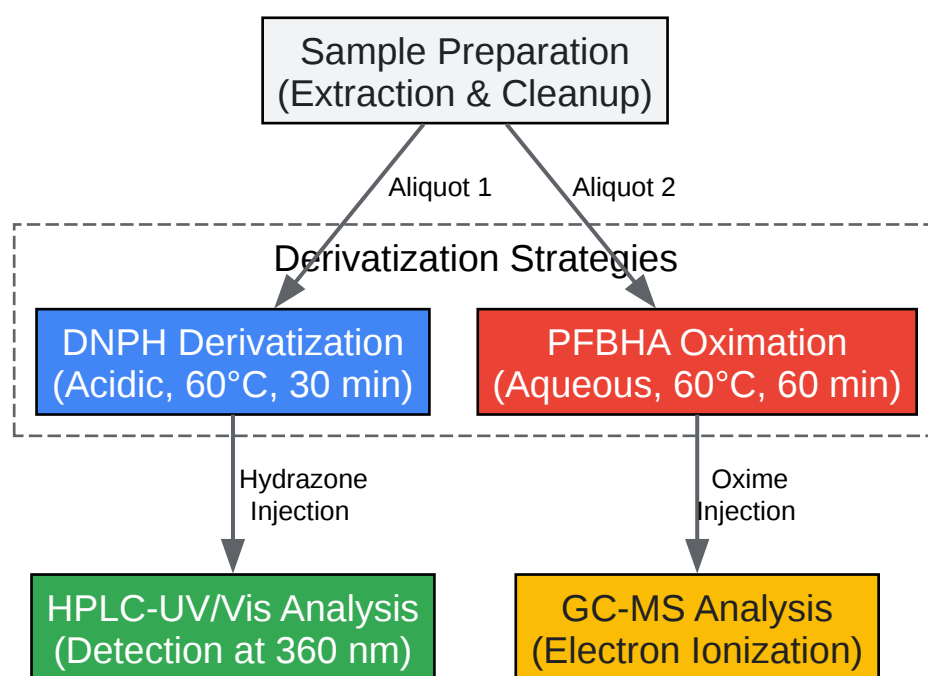 Sample Preparation
(Extraction & Cleanup)
Aliquot 1
Aliquot 2
Derivatization Strategies
DNPH Derivatization
(Acidic, 60°C, 30 min)
PFBHA Oximation
(Aqueous, 60°C, 60 min)
Hydrazone
Injection
Oxime
Injection
HPLC-UV/Vis Analysis
(Detection at 360 nm)
GC-MS Analysis
(Electron Ionization)